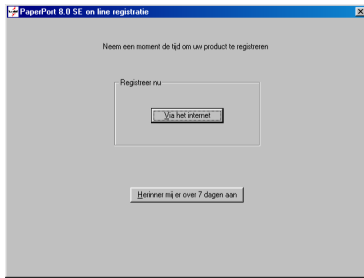 PaperPort 8.0 SE on line registratie
Neem een moment de tijd om uw product te registreren
Registreer nu
Via het internet
Herinner mij er over 7 dagen aan